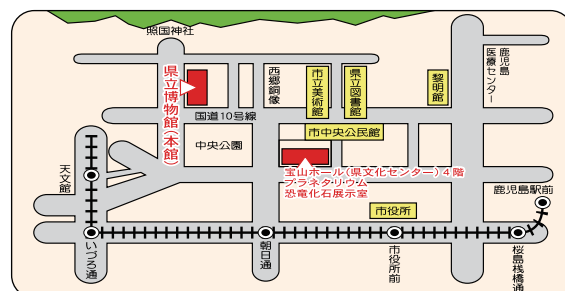 照国神社
県立博物館(本館)
西郷銅像
市立美術館
県立図書館
黎明館
鹿児島
医療センター
国道10号線
市中央公民館
中央公園
天文館
宝山ホール(県文化センター)4階
プラネタリウム
恐竜化石展示室
鹿児島駅前
市役所
いづろ通
朝日通
市役所前
桜島桟橋通